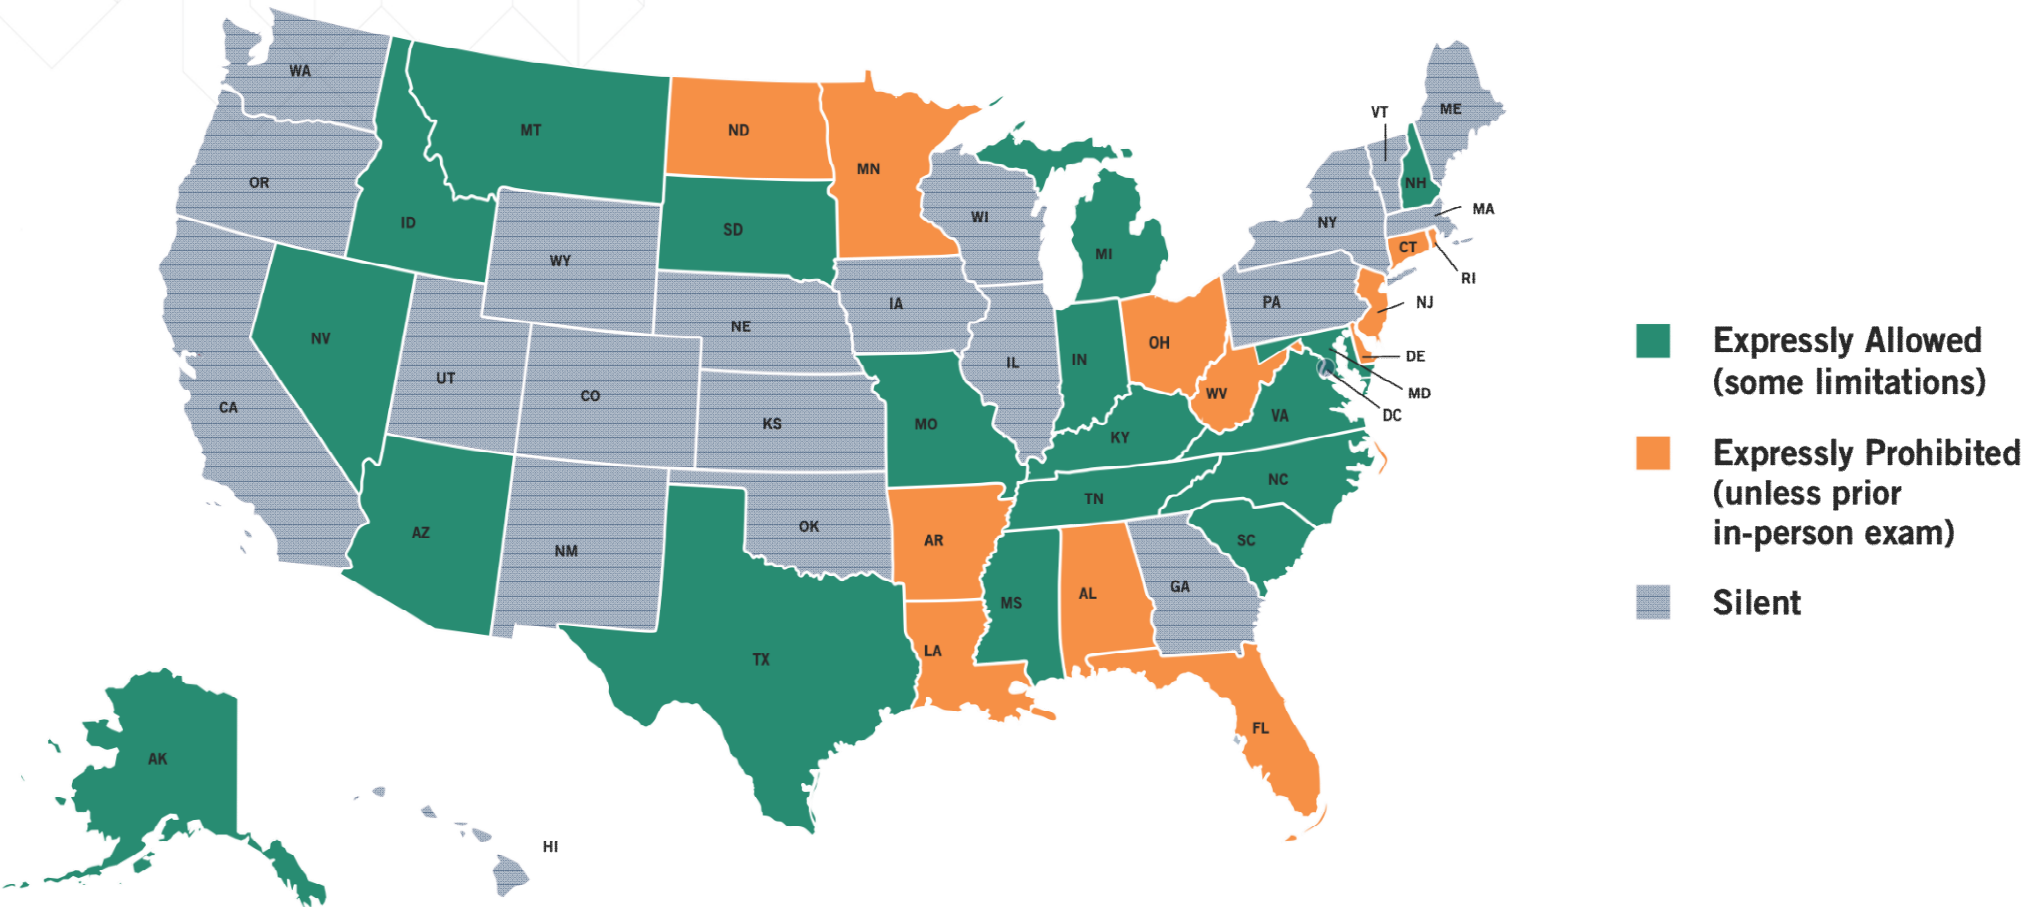 WA
MT
ND
MN
OR
ID
SD
WI
MI
VT
ME
NH
NY
MA
CT
RI
WY
IA
NE
PA
NJ
NV
UT
CO
IL
IN
OH
WV
DE
MD
DC
VA
CA
KS
MO
KY
AZ
NM
OK
AR
TN
NC
SC
MS
AL
GA
TX
LA
FL
AK
HI
Expressly Allowed
(some limitations)
Expressly Prohibited
(unless prior
in-person exam)
Silent